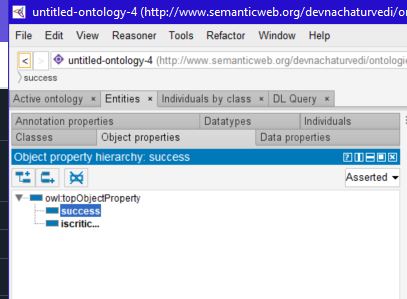 untitled-ontology-4 (http://www.semanticweb.org/devnachaturvedi/on
File Edit View Reasoner Tools Refactor Window Help
< > untitled-ontology-4 (http://www.semanticweb.org/devnachaturvedi/ontologie
success
Active ontology × Entities × Individuals by class × DL Query ×
Annotation properties Datatypes Individuals
Classes Object properties Data properties
Object property hierarchy: success
Asserted
owl:topObjectProperty
success
iscritic...